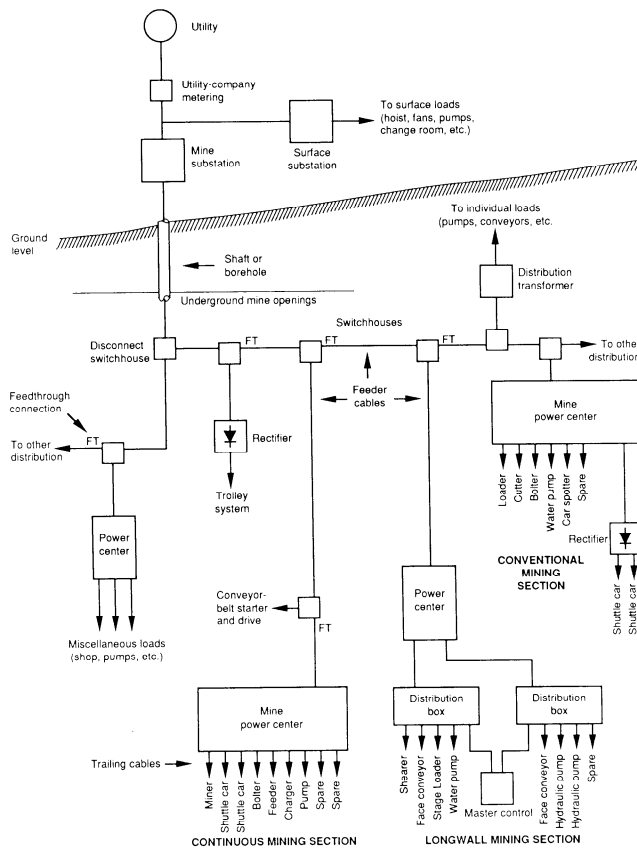 Utility
Utility-company
metering
To surface loads
(hoist, fans, pumps,
change room, etc.)
Mine
substation
Surface
substation
Ground
level
To individual loads
(pumps, conveyors, etc.
Shaft or
borehole
Distribution
transformer
Underground mine openings
Switchhouses
Disconnect
switchhouse
FT
FT
FT
To other
distribution
Feeder
cables
Feedthrough
connection
FT
To other
distribution
Rectifier
Trolley
system
Mine
power center
Loader
Cutter
Bolter
Water pump
Car spotter
Spare
Rectifier
Shuttle car
Shuttle car
CONVENTIONAL
MINING
SECTION
Power
center
Miscellaneous loads
(shop, pumps, etc.)
Conveyor-
belt starter
and drive
FT
Power
center
Mine
power center
Distribution
box
Distribution
box
Trailing cables
Miner
Shuttle car
Shuttle car
Bolter
Feeder
Charger
Pump
Spare
Spare
Shearer
Face conveyor
Stage Loader
Water pump
Master control
Face conveyor
Hydraulic pump
Hydraulic pump
Spare
CONTINUOUS MINING SECTION
LONGWALL MINING SECTION